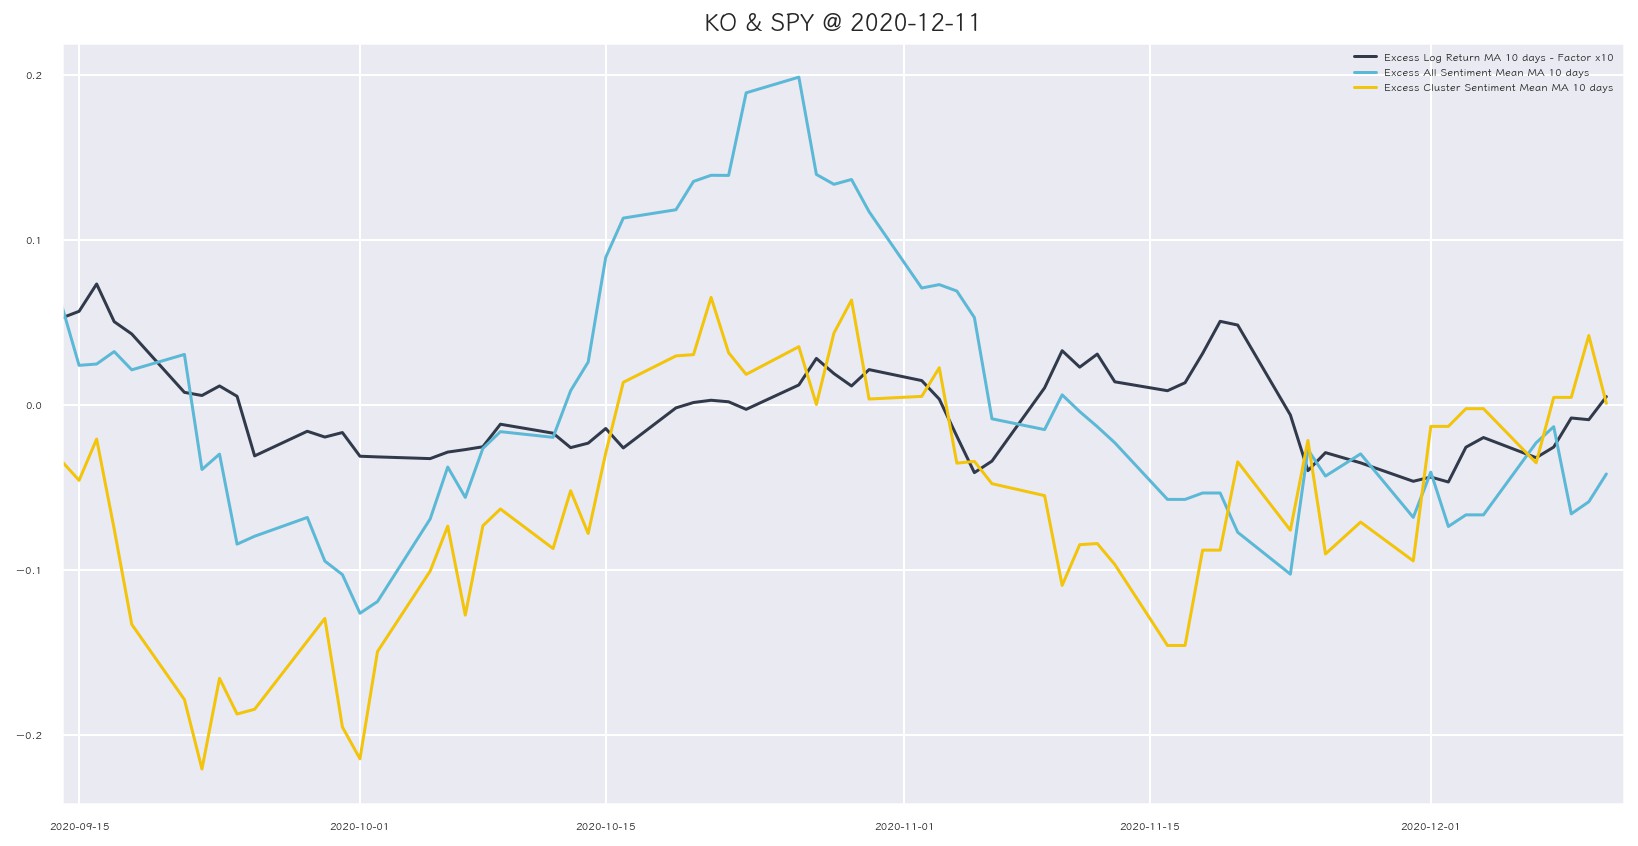 KO & SPY @ 2020-12-11
Excess Log Return MA 10 days - Factor x10
Excess All Sentiment Mean MA 10 days
Excess Cluster Sentiment Mean MA 10 days
0.2
0.1
0.0
−0.1
−0.2
2020-09-15 2020-10-01 2020-10-15 2020-11-01 2020-11-15 2020-12-01